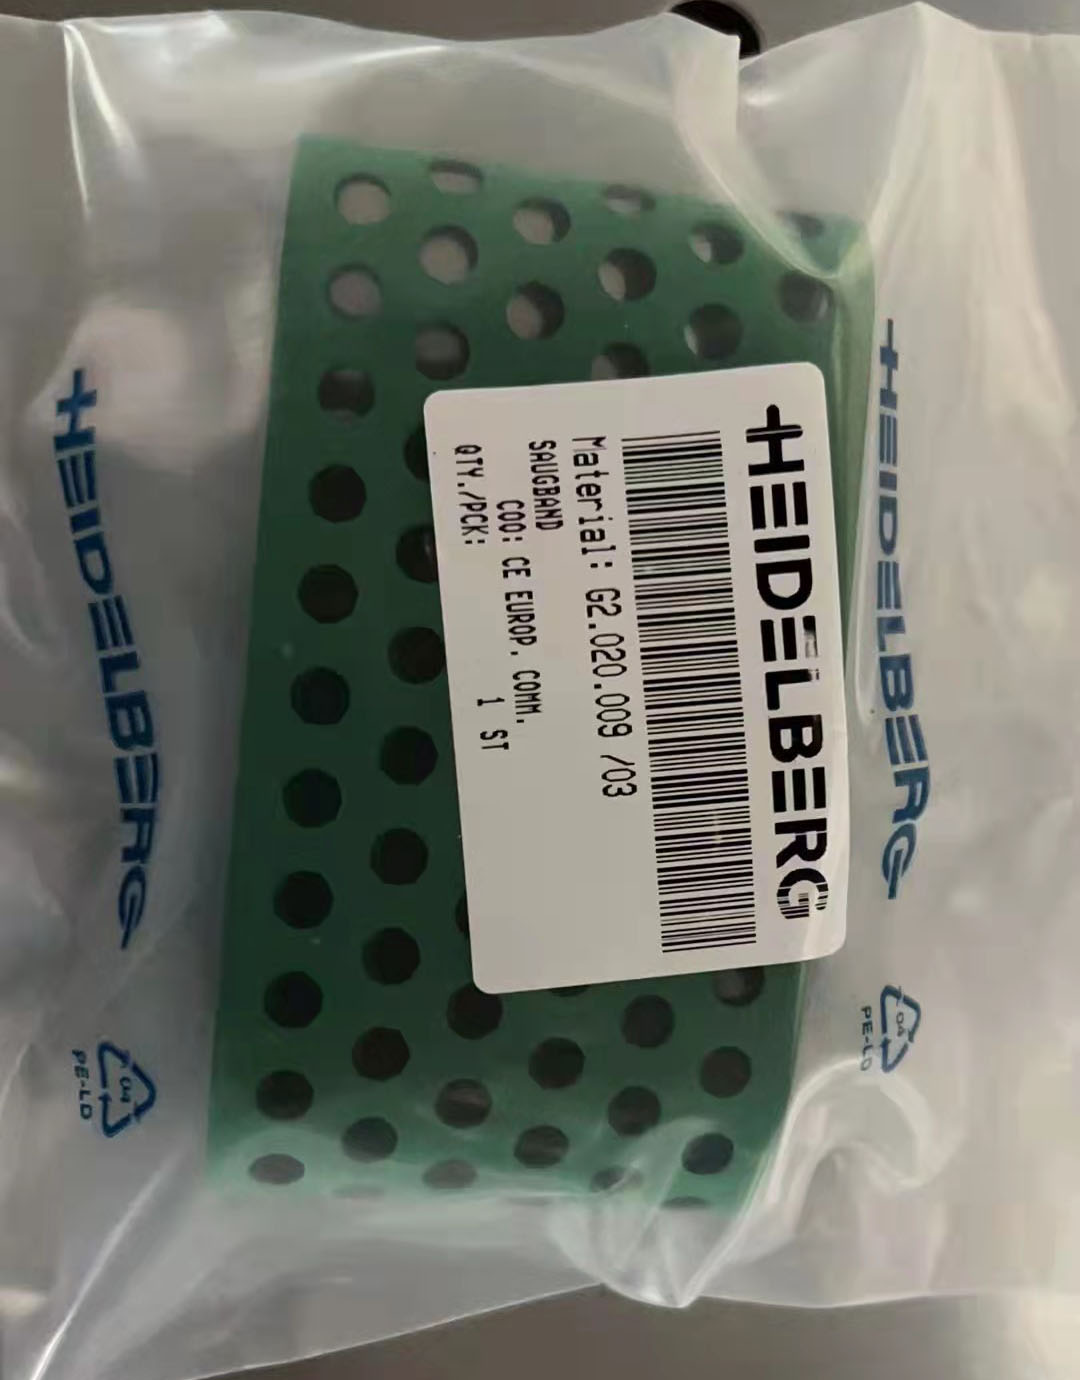 HEIDELBERG
Material: G2.020.009 /03
SAUGBAND
COO: CE EUROP. COMM.
QTY./PCK: 1 ST
HEIDELBERG
04
PE-LD
HEIDELBERG
04
PE-LD